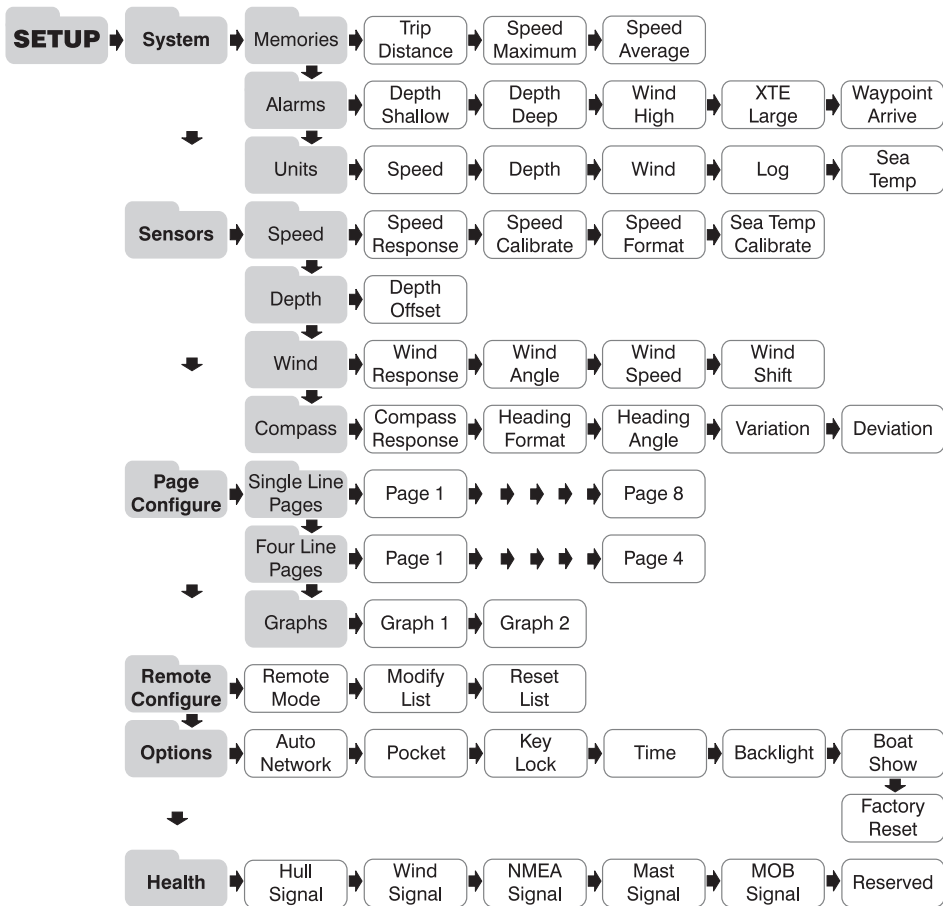 SETUP
System
Memories
Trip
Distance
Speed
Maximum
Speed
Average
Alarms
Depth
Shallow
Depth
Deep
Wind
High
XTE
Large
Waypoint
Arrive
Units
Speed
Depth
Wind
Log
Sea
Temp
Sensors
Speed
Speed
Response
Speed
Calibrate
Speed
Format
Sea Temp
Calibrate
Depth
Depth
Offset
Wind
Wind
Response
Wind
Angle
Wind
Speed
Wind
Shift
Compass
Compass
Response
Heading
Format
Heading
Angle
Variation
Deviation
Page
Configure
Single Line
Pages
Page 1
Page 8
Four Line
Pages
Page 1
Page 4
Graphs
Graph 1
Graph 2
Remote
Configure
Remote
Mode
Modify
List
Reset
List
Options
Auto
Network
Pocket
Key
Lock
Time
Backlight
Boat
Show
Factory
Reset
Health
Hull
Signal
Wind
Signal
NMEA
Signal
Mast
Signal
MOB
Signal
Reserved